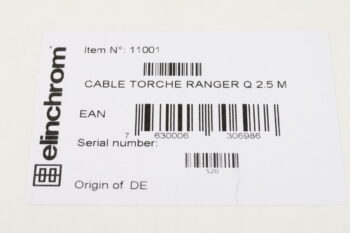 elinchrom
Item N°: 11001
CABLE TORCHE RANGER Q 2.5 M
EAN
7 630006 306986
Serial number:
520
Origin of DE